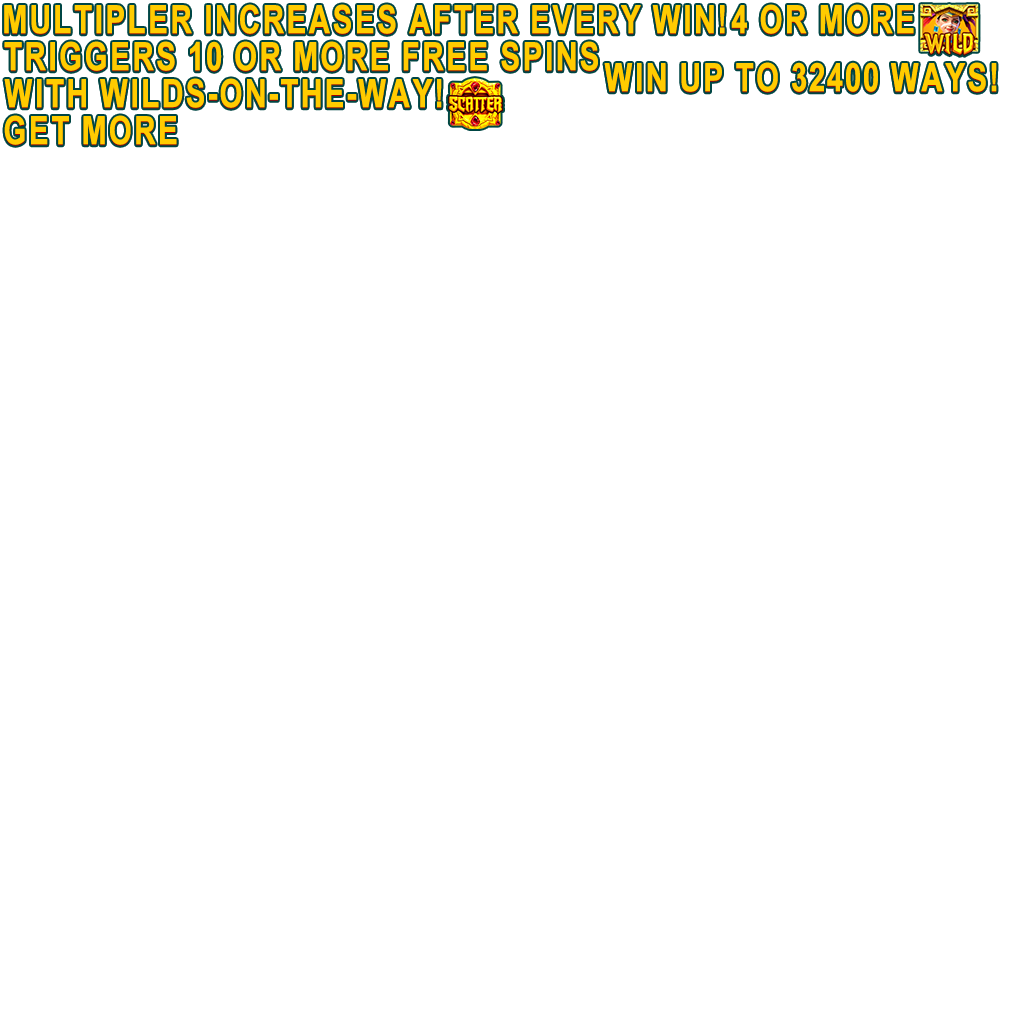 MULTIPLER INCREASES AFTER EVERY WIN!
4 OR MORE
WILD
TRIGGERS 10 OR MORE FREE SPINS
WIN UP TO 32400 WAYS!
WITH WILDS-ON-THE-WAY!
SCATTER
GET MORE